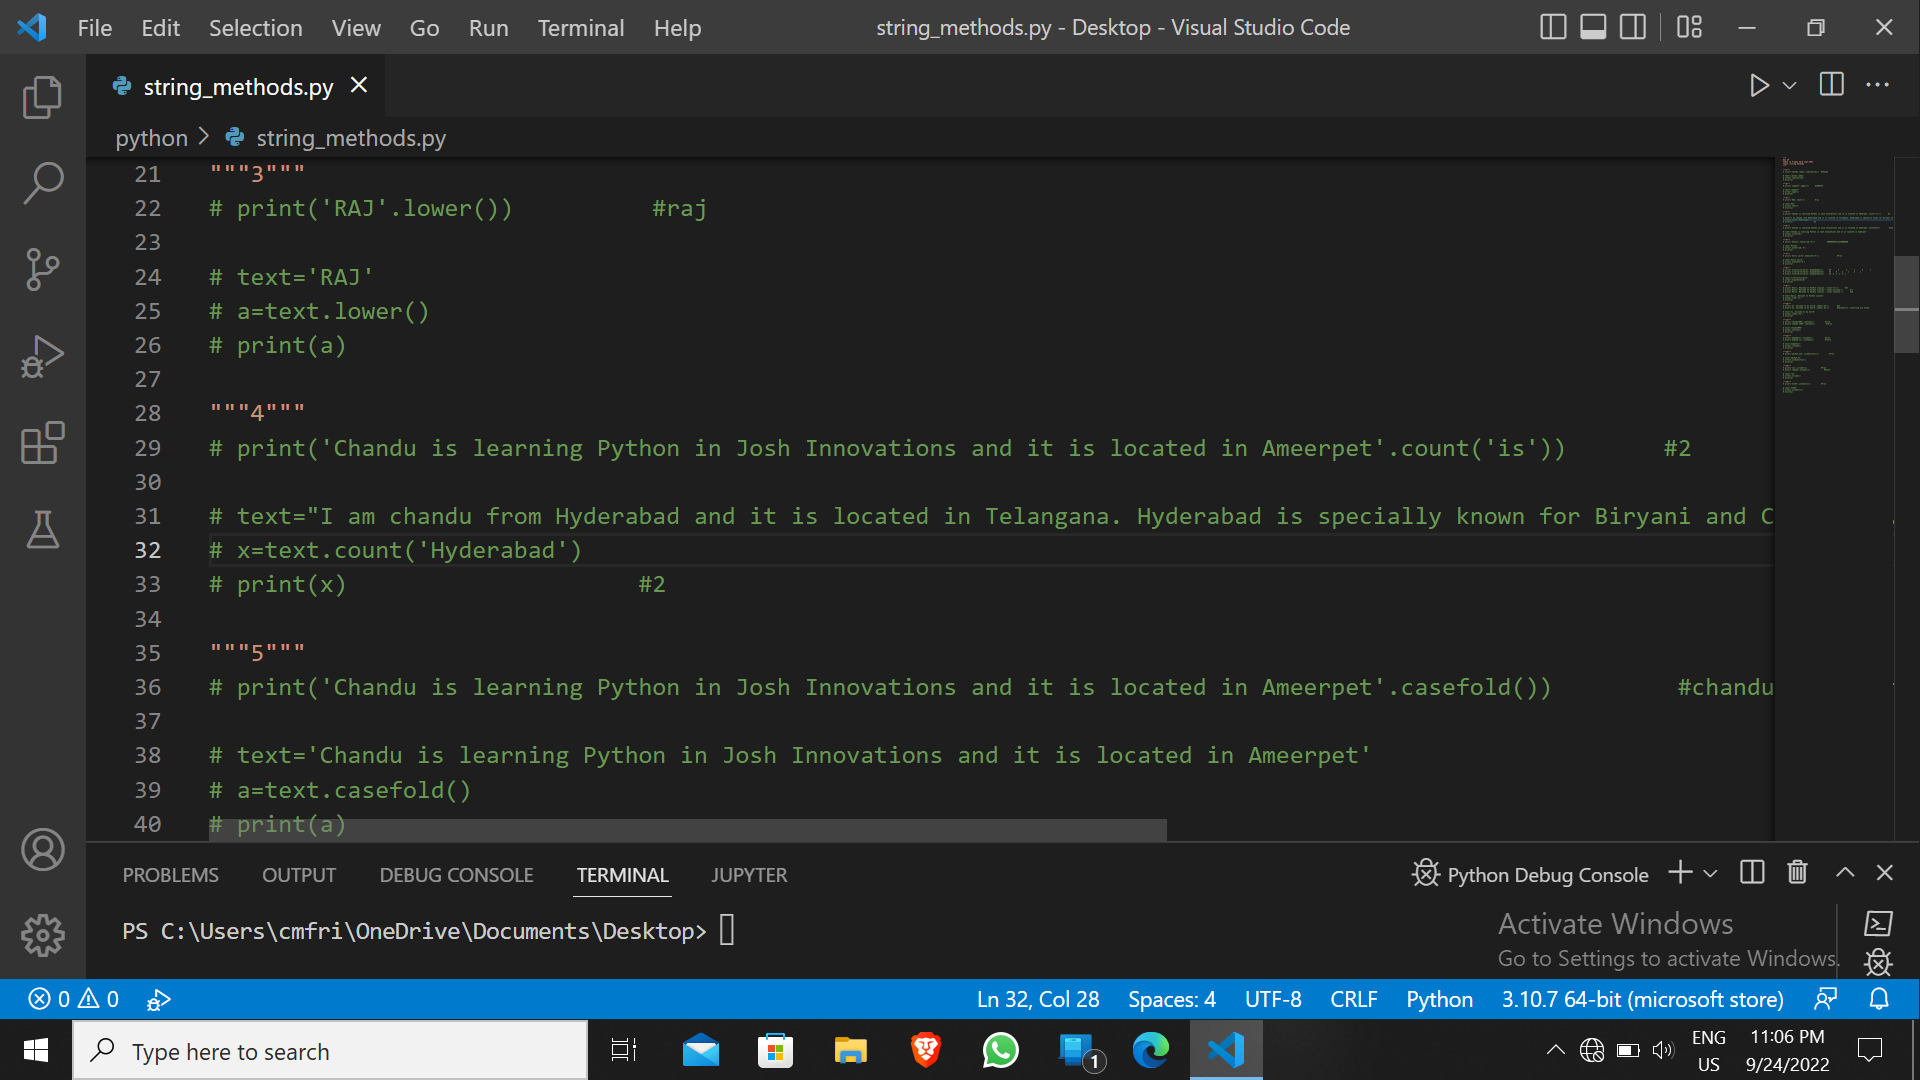 File Edit Selection View Go Run Terminal Help string_methods.py - Desktop - Visual Studio Code
string_methods.py
python > string_methods.py
21 """3"""
22 # print('RAJ'.lower()) #raj
23
24 # text='RAJ'
25 # a=text.lower()
26 # print(a)
27
28 """4"""
29 # print('Chandu is learning Python in Josh Innovations and it is located in Ameerpet'.count('is')) #2
30
31 # text="I am chandu from Hyderabad and it is located in Telangana. Hyderabad is specially known for Biryani and C
32 # x=text.count('Hyderabad')
33 # print(x) #2
34
35 """5"""
36 # print('Chandu is learning Python in Josh Innovations and it is located in Ameerpet'.casefold()) #chandu
37
38 # text='Chandu is learning Python in Josh Innovations and it is located in Ameerpet'
39 # a=text.casefold()
40 # print(a)
PROBLEMS OUTPUT DEBUG CONSOLE TERMINAL JUPYTER Python Debug Console
PS C:\Users\cmfri\OneDrive\Documents\Desktop>
Activate Windows
Go to Settings to activate Windows.
0 0 Ln 32, Col 28 Spaces: 4 UTF-8 CRLF Python 3.10.7 64-bit (microsoft store)
Type here to search
1
ENG
US
11:06 PM
9/24/2022